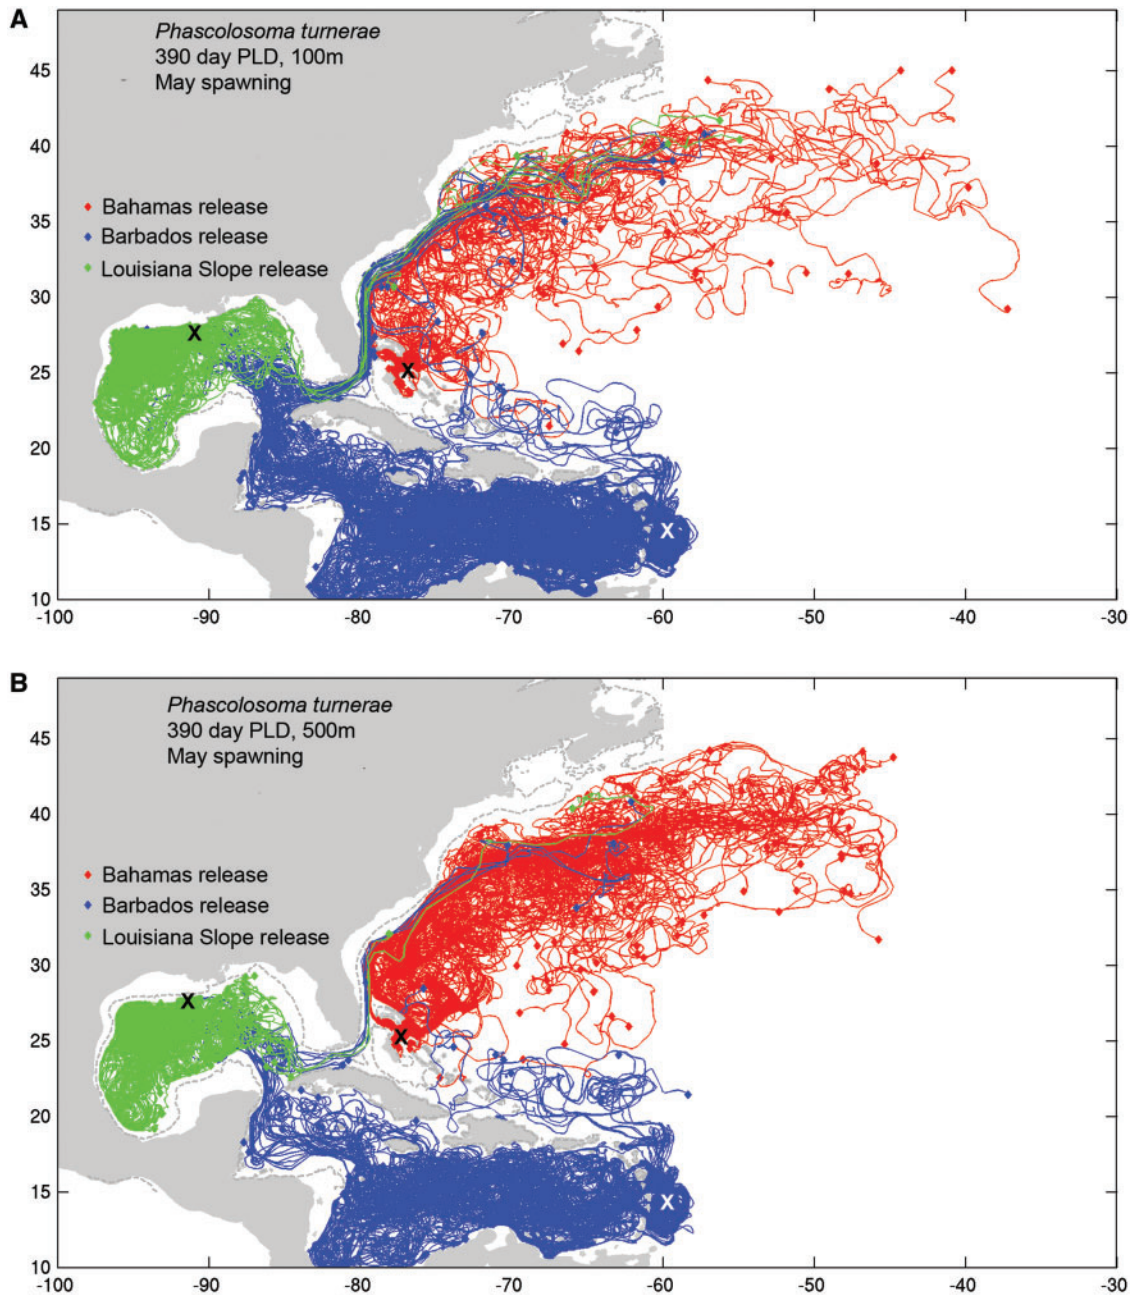 A
Phascolosoma turnerae
390 day PLD, 100m
May spawning
45
40
35
30
25
20
15
10
Bahamas release
Barbados release
Louisiana Slope release
X
X
X
-100
-90
-80
-70
-60
-50
-40
-30
B
Phascolosoma turnerae
390 day PLD, 500m
May spawning
45
40
35
30
25
20
15
10
Bahamas release
Barbados release
Louisiana Slope release
X
X
X
-100
-90
-80
-70
-60
-50
-40
-30